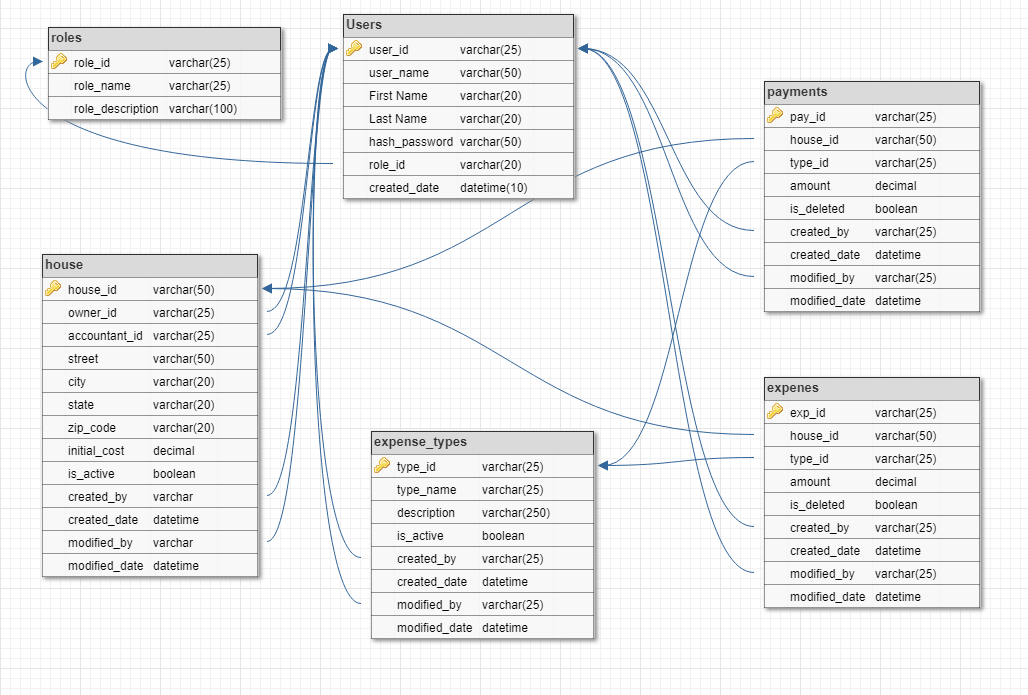 roles
role_id varchar(25)
role_name varchar(25)
role_description varchar(100)
Users
user_id varchar(25)
user_name varchar(50)
First Name varchar(20)
Last Name varchar(20)
hash_password varchar(50)
role_id varchar(20)
created_date datetime(10)
payments
pay_id varchar(25)
house_id varchar(50)
type_id varchar(25)
amount decimal
is_deleted boolean
created_by varchar(25)
created_date datetime
modified_by varchar(25)
modified_date datetime
house
house_id varchar(50)
owner_id varchar(25)
accountant_id varchar(25)
street varchar(50)
city varchar(20)
state varchar(20)
zip_code varchar(20)
initial_cost decimal
is_active boolean
created_by varchar
created_date datetime
modified_by varchar
modified_date datetime
expense_types
type_id varchar(25)
type_name varchar(25)
description varchar(250)
is_active boolean
created_by varchar(25)
created_date datetime
modified_by varchar(25)
modified_date datetime
expenes
exp_id varchar(25)
house_id varchar(50)
type_id varchar(25)
amount decimal
is_deleted boolean
created_by varchar(25)
created_date datetime
modified_by varchar(25)
modified_date datetime